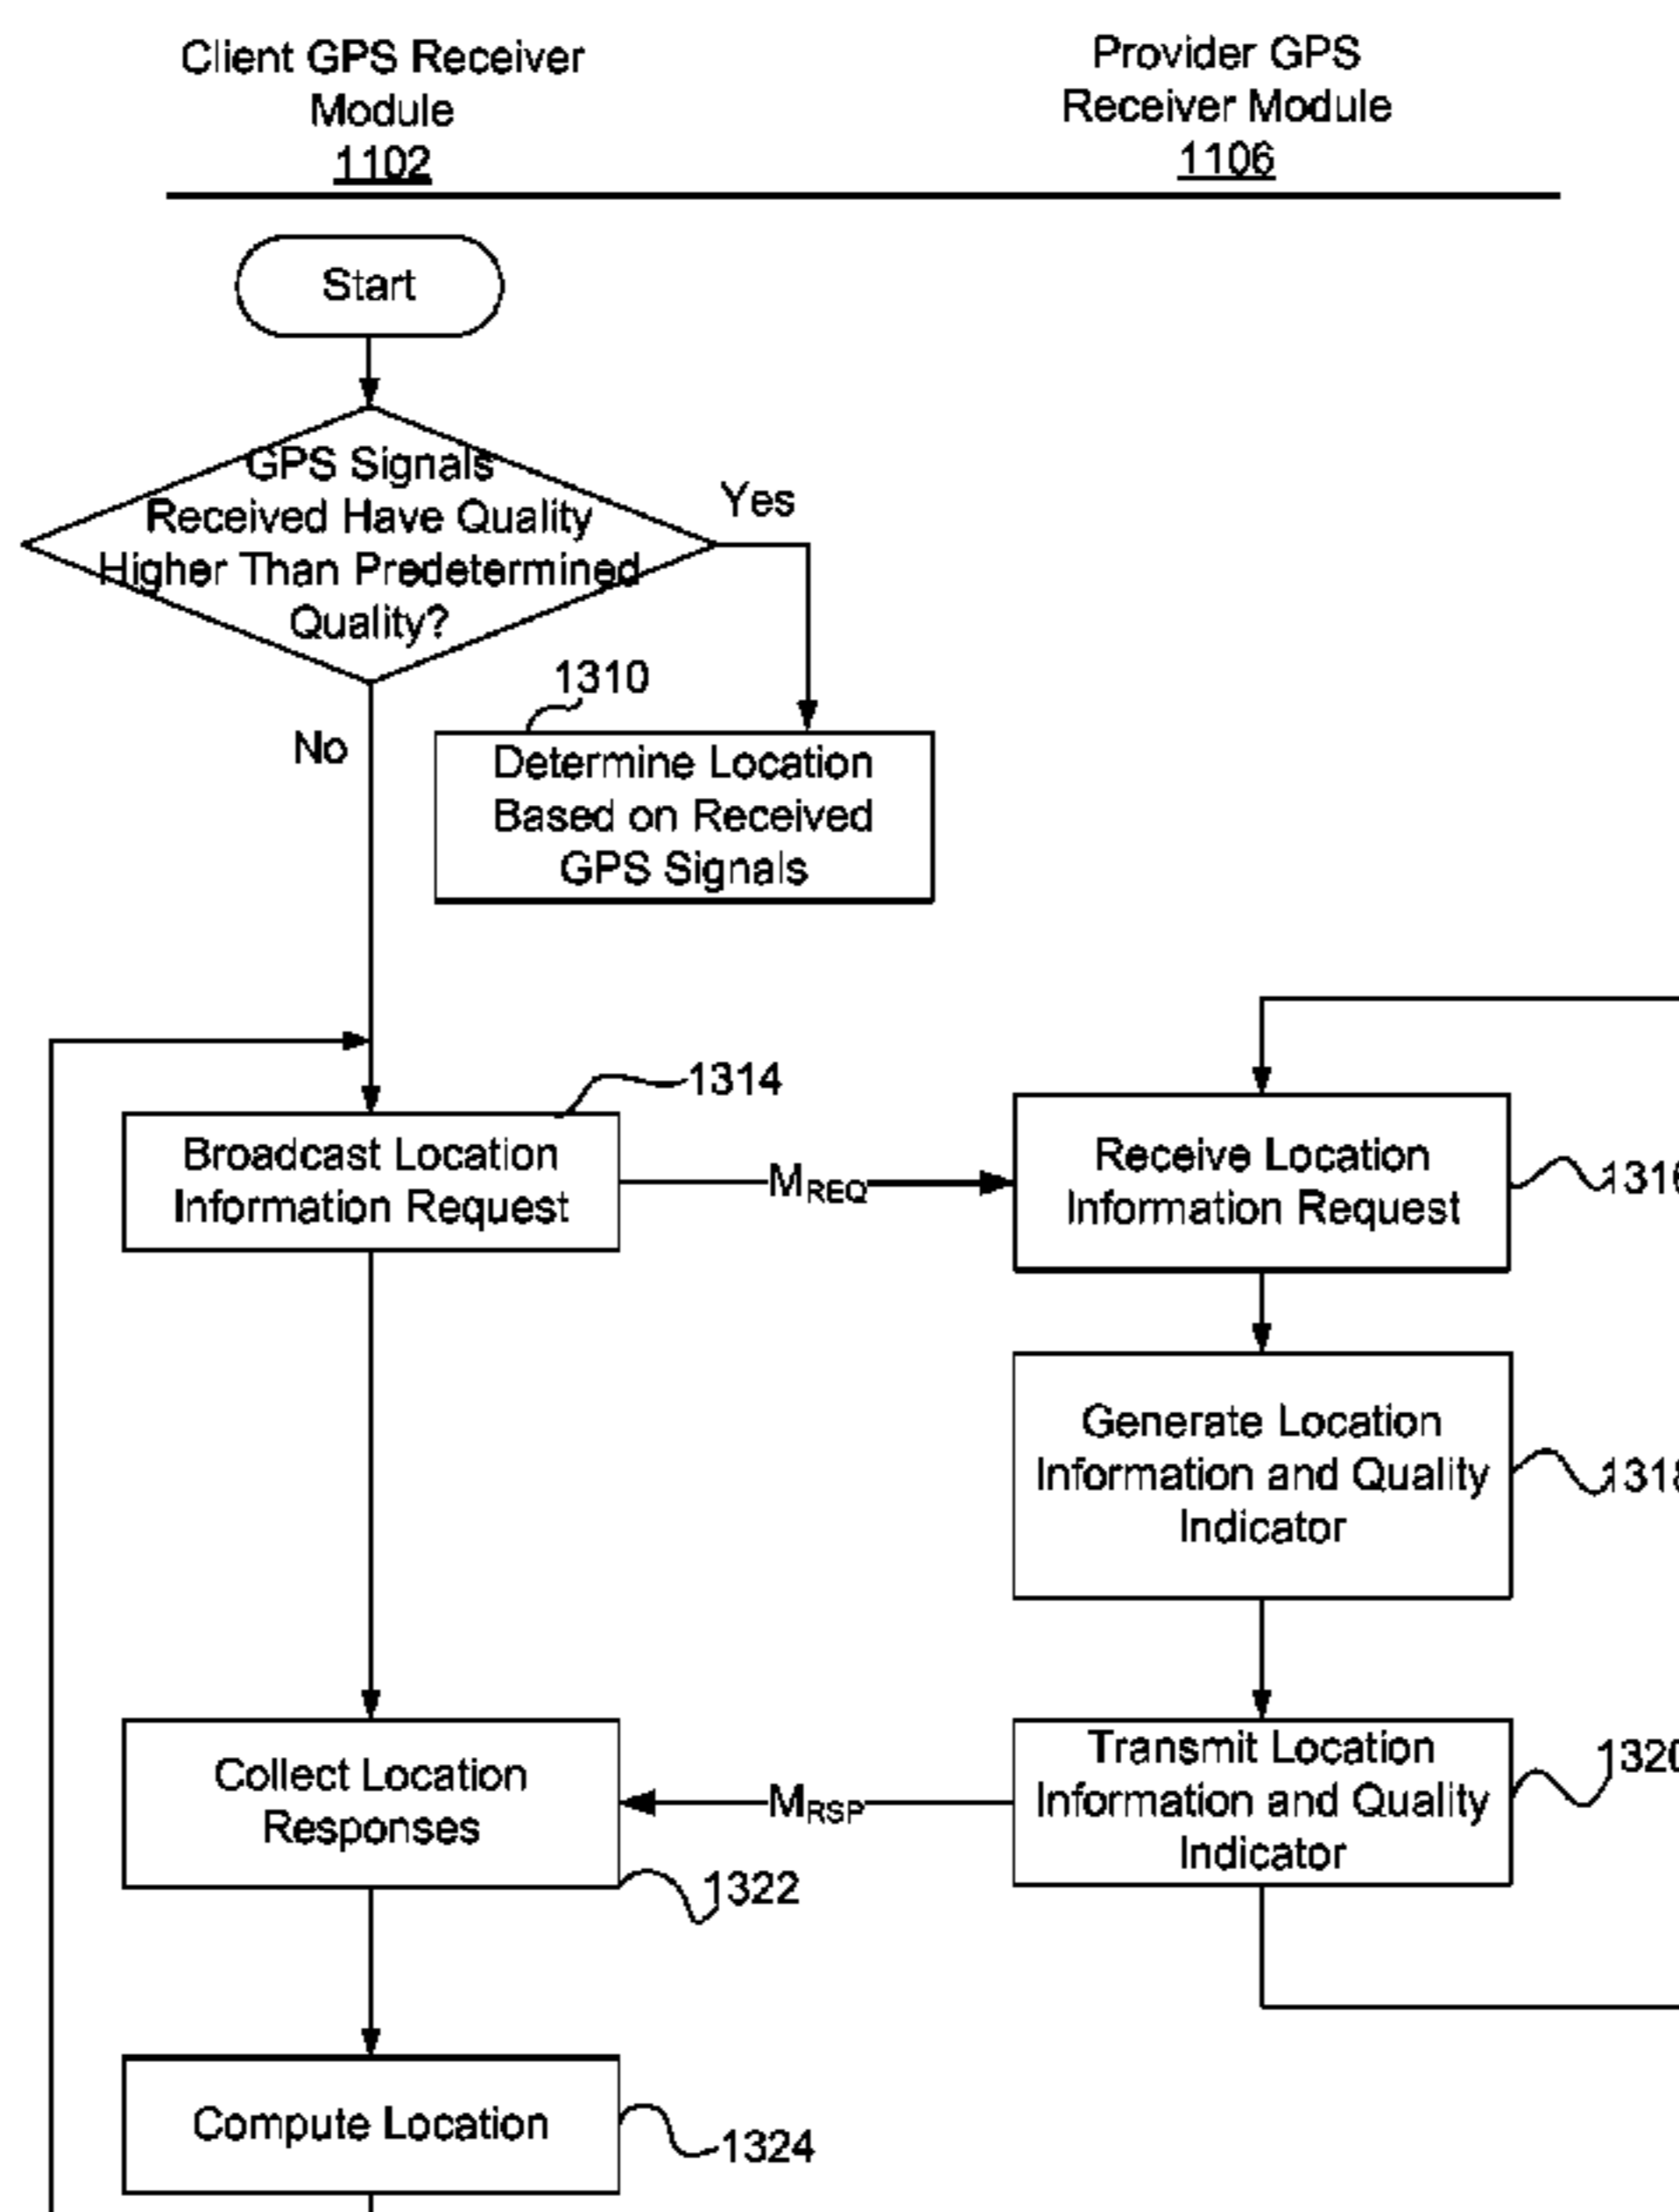 Client GPS Receiver
Module
1102
Provider GPS
Receiver Module
1106
Start
GPS Signals
Received Have Quality
Higher Than Predetermined
Quality?
Yes
No
1310
Determine Location
Based on Received
GPS Signals
1314
Broadcast Location
Information Request
MREQ
Receive Location
Information Request
Generate Location
Information and Quality
Indicator
Collect Location
Responses
MRSP
Transmit Location
Information and Quality
Indicator
1320
1322
Compute Location
1324